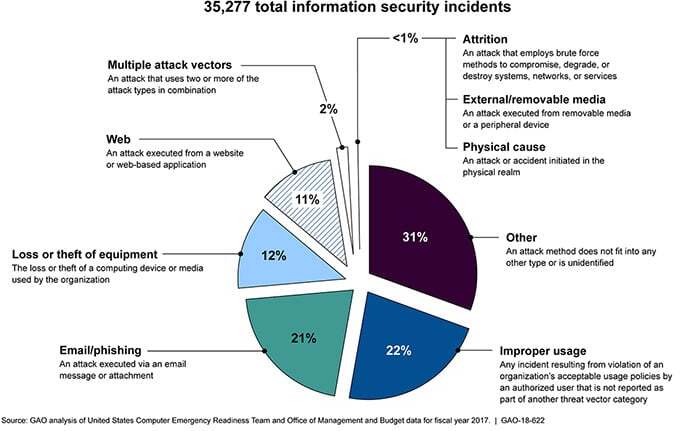 35,277 total information security incidents
<1%
Attrition
An attack that employs brute force
methods to compromise, degrade, or
destroy systems, networks, or services
External/removable media
An attack executed from removable media
or a peripheral device
Physical cause
An attack or accident initiated in the
physical realm
Multiple attack vectors
An attack that uses two or more of the
attack types in combination
2%
Web
An attack executed from a website
or web-based application
11%
Loss or theft of equipment
The loss or theft of a computing device or media
used by the organization
12%
31%
Other
An attack method does not fit into any
other type or is unidentified
Email/phishing
An attack executed via an email
message or attachment
21%
22%
Improper usage
Any incident resulting from violation of an
organization's acceptable usage policies by
an authorized user that is not reported as
part of another threat vector category
Source: GAO analysis of United States Computer Emergency Readiness Team and Office of Management and Budget data for fiscal year 2017. | GAO-18-622